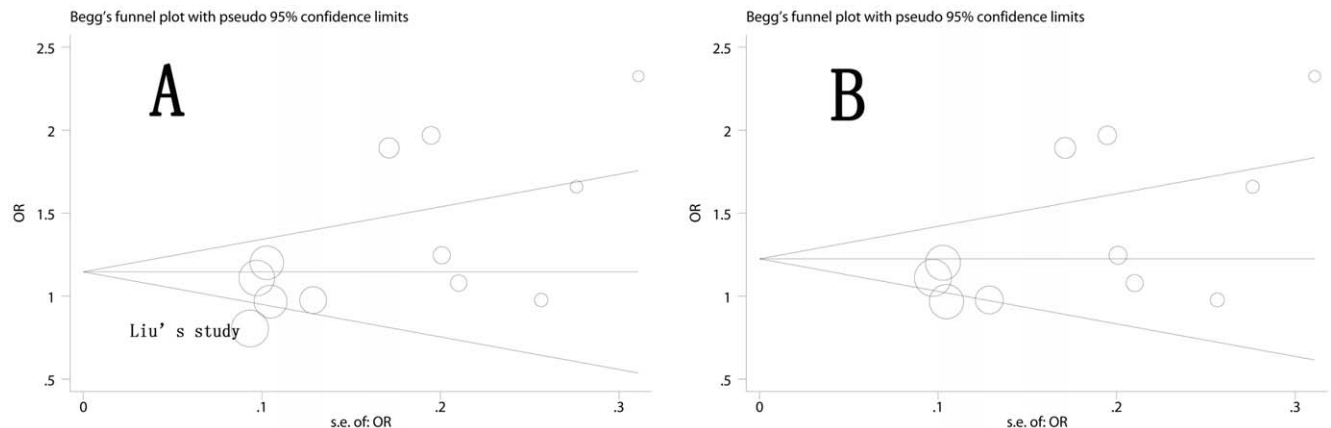 Begg's funnel plot with pseudo 95% confidence limits
A
2.5
2
1.5
1
.5
OR
Liu' s study
0
.1
.2
.3
s.e. of: OR
Begg's funnel plot with pseudo 95% confidence limits
B
2.5
2
1.5
1
.5
OR
0
.1
.2
.3
s.e. of: OR